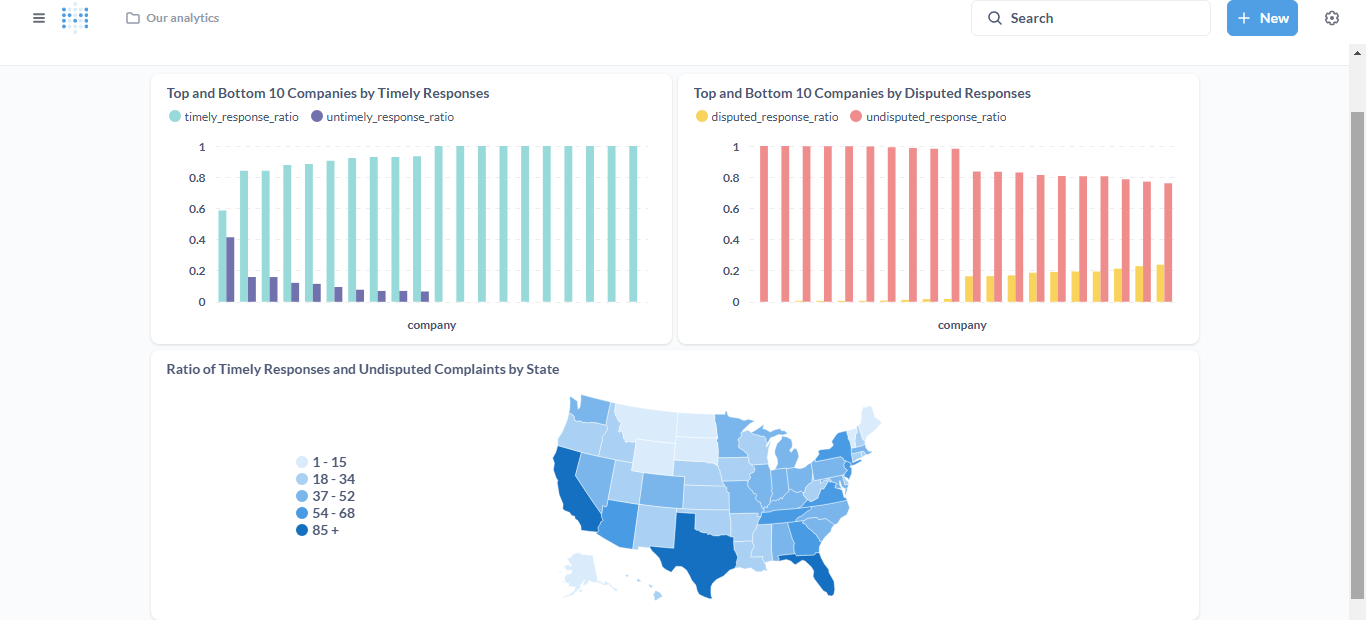 Our analytics
Search
+ New
Top and Bottom 10 Companies by Timely Responses
timely_response_ratio untimely_response_ratio
1
0.8
0.6
0.4
0.2
0
company
Top and Bottom 10 Companies by Disputed Responses
disputed_response_ratio undisputed_response_ratio
1
0.8
0.6
0.4
0.2
0
company
Ratio of Timely Responses and Undisputed Complaints by State
1 - 15
18 - 34
37 - 52
54 - 68
85 +